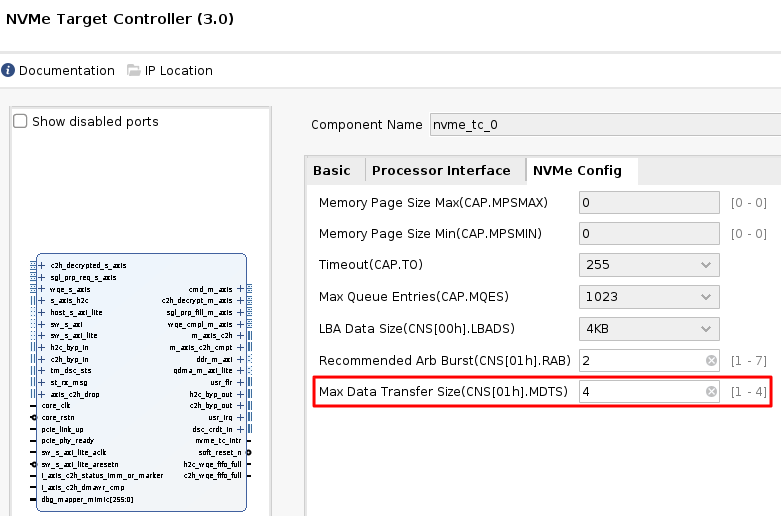 NVMe Target Controller (3.0)
Documentation IP Location
Show disabled ports
Component Name nvme_tc_0
Basic Processor Interface NVMe Config
Memory Page Size Max(CAP.MPSMAX) 0 [0 - 0]
Memory Page Size Min(CAP.MPSMIN) 0 [0 - 0]
Timeout(CAP.TO) 255
Max Queue Entries(CAP.MQES) 1023
LBA Data Size(CNS[00h].LBADS) 4KB
Recommended Arb Burst(CNS[01h].RAB) 2 [1 - 7]
Max Data Transfer Size(CNS[01h].MDTS) 4 [1 - 4]
c2h_decrypted_s_axis
sgl_prp_req_s_axis
wqe_s_axis cmd_m_axis
s_axis_h2c c2h_decrypt_m_axis
host_s_axi_lite sgl_prp_fill_m_axis
sw_s_axi wqe_cmpl_m_axis
sw_s_axi_lite m_axis_c2h
h2c_byp_in m_axis_c2h_cmpt
c2h_byp_in ddr_m_axi
tm_dsc_sts qdma_m_axi_lite
st_rx_msg usr_flr
axis_c2h_drop h2c_byp_out
core_clk c2h_byp_out
core_rstn usr_irq
pcie_link_up dsc_crdt_in
pcie_phy_ready nvme_tc_intr
sw_s_axi_lite_aclk soft_reset_n
sw_s_axi_lite_aresetn h2c_wqe_fifo_full
i_axis_c2h_status_imm_or_marker c2h_wqe_fifo_full
i_axis_c2h_dmawr_cmp
dbg_mapper_mimic[255:0]